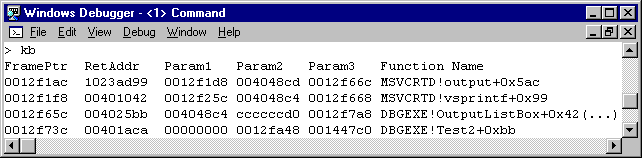 Windows Debugger - <1> Command
File Edit View Debug Window Help
> kb
FramePtr RetAddr Param1 Param2 Param3 Function Name
0012f1ac 1023ad99 0012f1d8 004048cd 0012f66c MSVCRTD!output+0x5ac
0012f1f8 00401042 0012f25c 004048c4 0012f668 MSVCRTD!vsprintf+0x99
0012f65c 004025bb 004048c4 ccccccd0 0012f7a8 DBGEXE!OutputListBox+0x42(...)
0012f73c 00401aca 00000000 0012fa48 001447c0 DBGEXE!Test2+0xbb